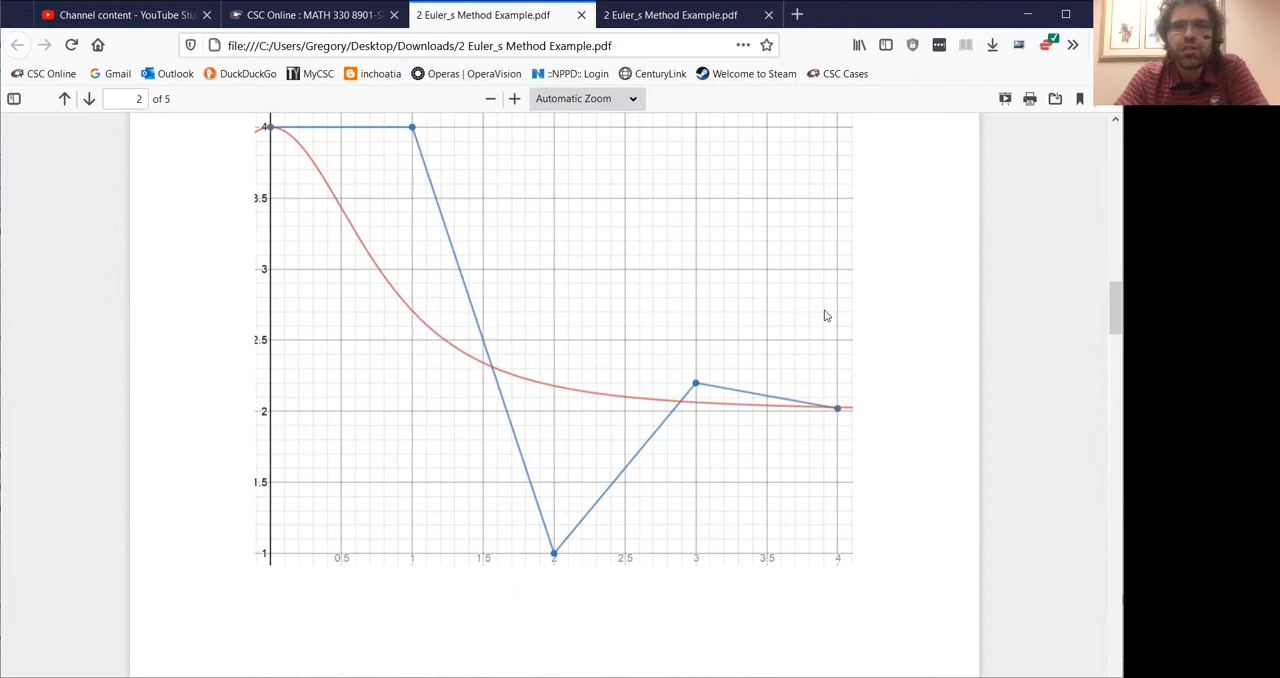 Channel content - YouTube Stu
CSC Online : MATH 330 8901-S
2 Euler_s Method Example.pdf
2 Euler_s Method Example.pdf
file:///C:/Users/Gregory/Desktop/Downloads/2 Euler_s Method Example.pdf
CSC Online
Gmail
Outlook
DuckDuckGo
MyCSC
inchoatia
Operas | OperaVision
::NPPD:: Login
CenturyLink
Welcome to Steam
CSC Cases
2 of 5
Automatic Zoom
4
3.5
3
2.5
2
1.5
1
0.5 1 1.5 2 2.5 3 3.5 4